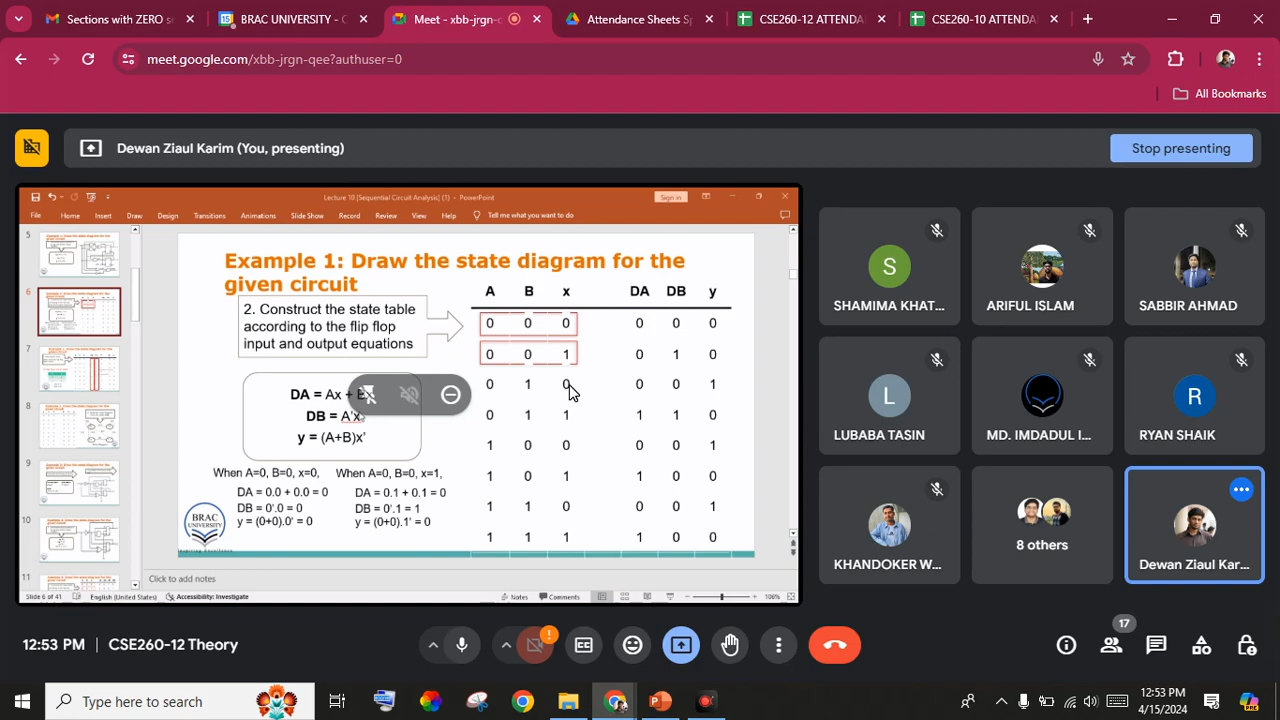 Sections with ZERO s
BRAC UNIVERSITY - C
Meet - xbb-jrgn-
Attendance Sheets S
CSE260-12 ATTENDA
CSE260-10 ATTENDA
meet.google.com/xbb-jrgn-qee?authuser=0
All Bookmarks
Dewan Ziaul Karim (You, presenting)
Stop presenting
Lecture 10 [Sequential Circuit Analysis] (1) - PowerPoint
Sign in
File Home Insert Draw Design Transitions Animations Slide Show Record Review View Help Tell me what you want to do
5
6
7
8
9
10
11
Example 1: Draw the state diagram for the
given circuit
2. Construct the state table
according to the flip flop
input and output equations
DA = Ax + B
DB = A'x
y = (A+B)x'
When A=0, B=0, x=0,
DA = 0.0 + 0.0 = 0
DB = 0'.0 = 0
y = (0+0).0' = 0
When A=0, B=0, x=1,
DA = 0.1 + 0.1 = 0
DB = 0'.1 = 1
y = (0+0).1' = 0
BRAC
UNIVERSITY
Inspiring Excellence
A B x DA DB y
0 0 0 0 0 0
0 0 1 0 1 0
0 1 0 0 0 1
0 1 1 1 1 0
1 0 0 0 0 1
1 0 1 1 0 0
1 1 0 0 0 1
1 1 1 1 0 0
Click to add notes
Slide 6 of 41 English (United States) Accessibility: Investigate Notes Comments 106%
S
SHAMIMA KHAT...
ARIFUL ISLAM
SABBIR AHMAD
L
LUBABA TASIN
MD. IMDADUL I...
R
RYAN SHAIK
KHANDOKER W...
8 others
Dewan Ziaul Kar...
12:53 PM | CSE260-12 Theory
17
Type here to search
12:53 PM
4/15/2024